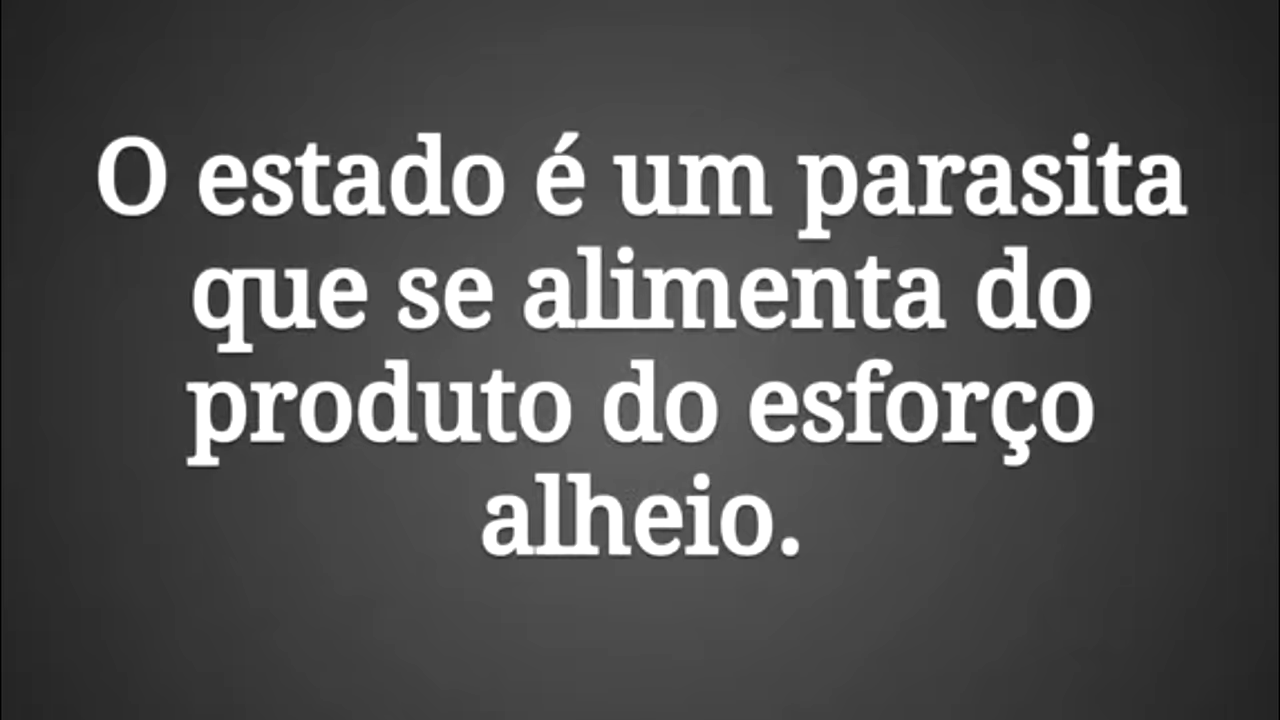 O estado é um parasita
que se alimenta do
produto do esforço
alheio.